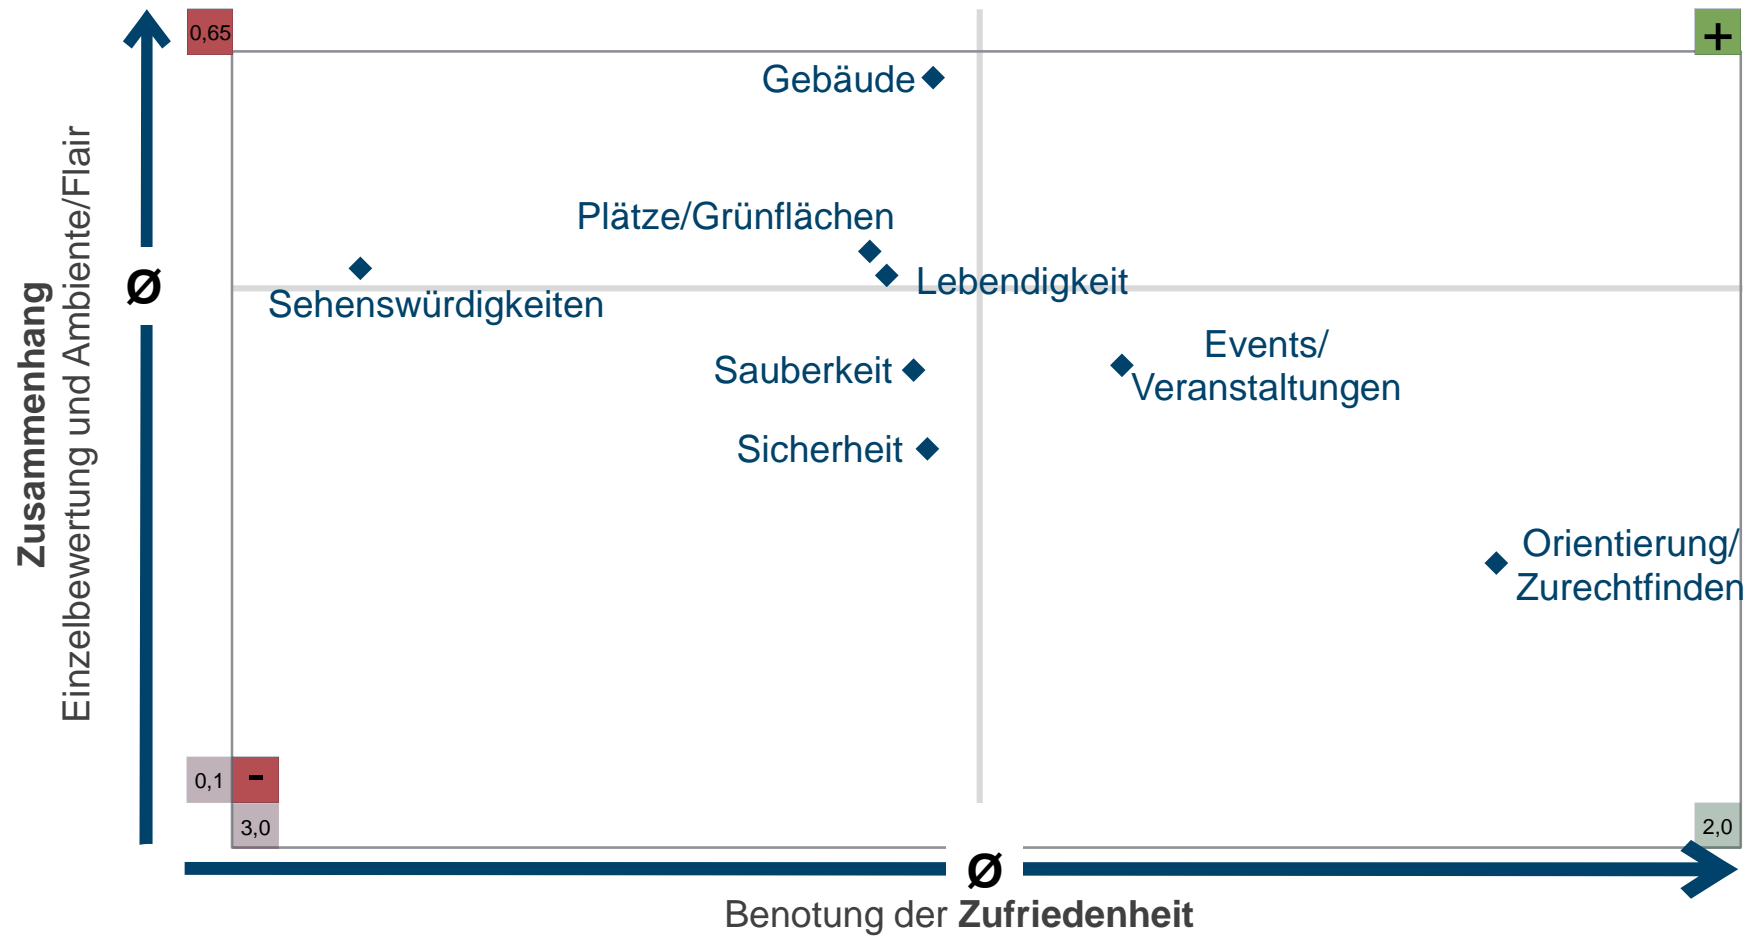 0,65
+
Gebäude
Plätze/Grünflächen
Lebendigkeit
Sehenswürdigkeiten
Zusammenhang
Einzelbewertung und Ambiente/Flair
Ø
Events/
Veranstaltungen
Sauberkeit
Sicherheit
Orientierung/
Zurechtfinden
0,1
-
3,0
2,0
Ø
Benotung der Zufriedenheit